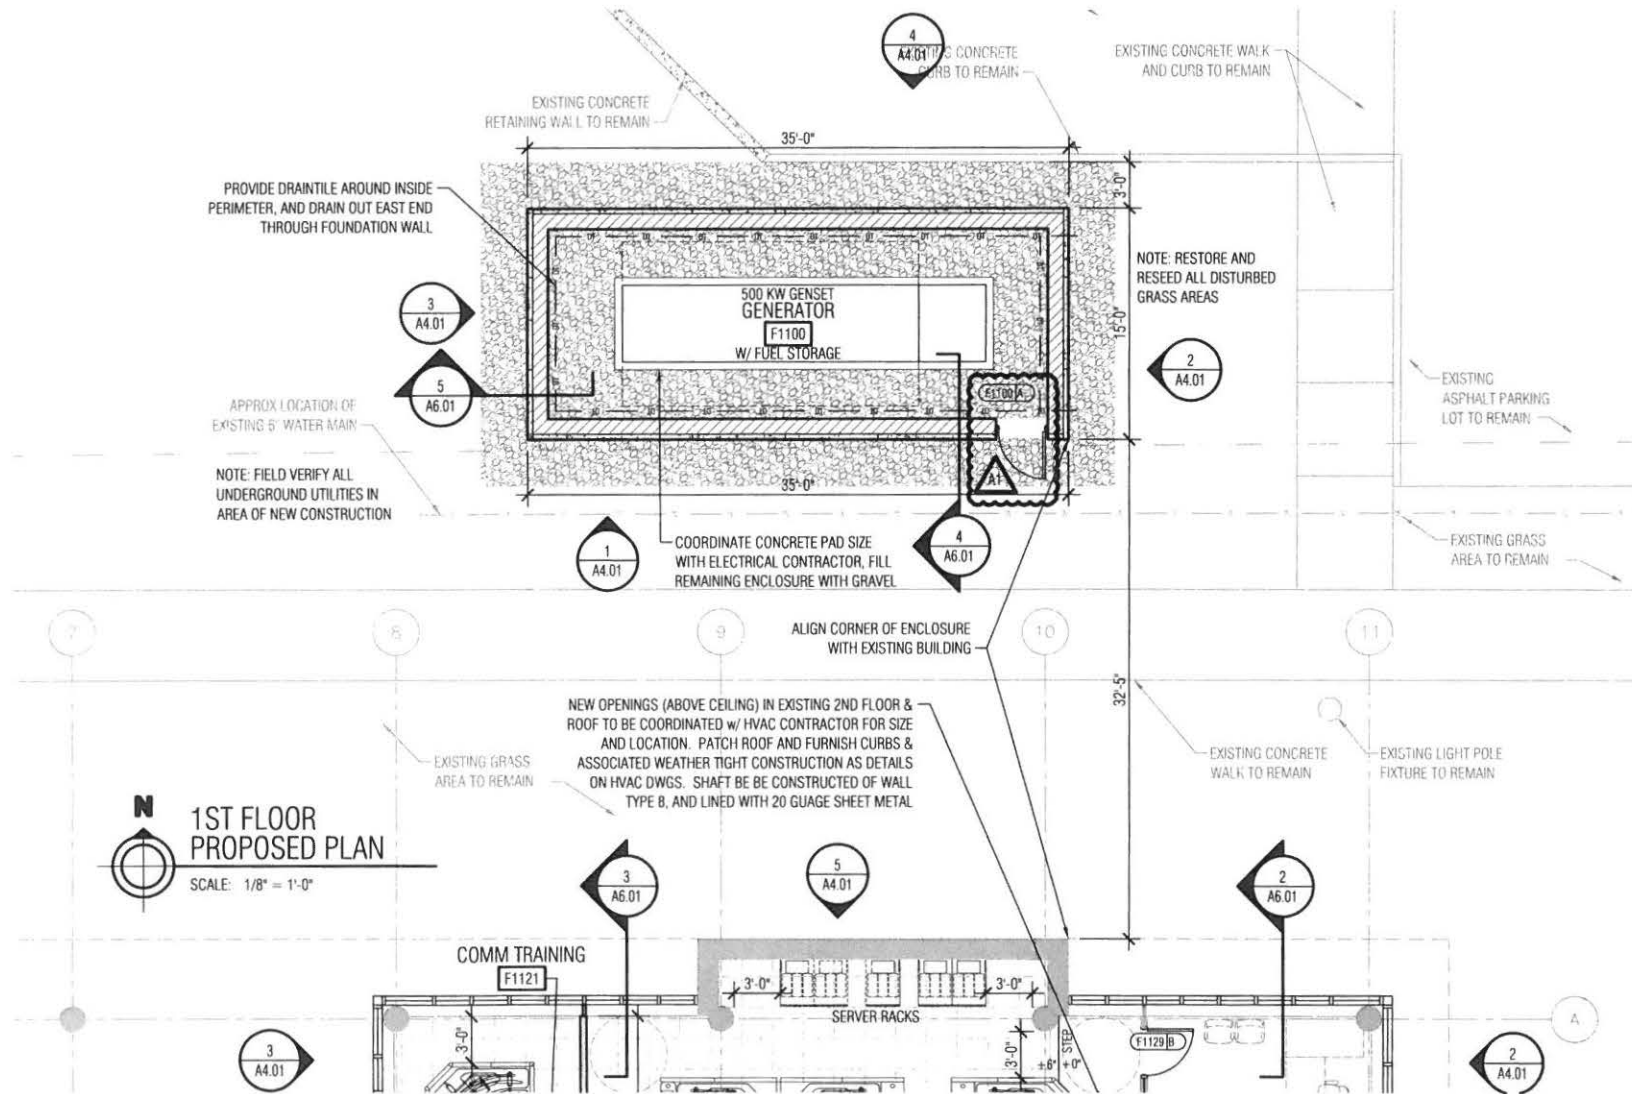 4
A4.01
EXISTING CONCRETE
CURB TO REMAIN
EXISTING CONCRETE WALK
AND CURB TO REMAIN
EXISTING CONCRETE
RETAINING WALL TO REMAIN
35'-0"
3'-0"
PROVIDE DRAINTILE AROUND INSIDE
PERIMETER, AND DRAIN OUT EAST END
THROUGH FOUNDATION WALL
NOTE: RESTORE AND
RESEED ALL DISTURBED
GRASS AREAS
3
A4.01
500 KW GENSET
GENERATOR
F1100
W/ FUEL STORAGE
15'-0"
2
A4.01
5
A6.01
F1100 A
EXISTING
ASPHALT PARKING
LOT TO REMAIN
APPROX LOCATION OF
EXISTING 6" WATER MAIN
NOTE: FIELD VERIFY ALL
UNDERGROUND UTILITIES IN
AREA OF NEW CONSTRUCTION
35'-0"
A1
1
A4.01
COORDINATE CONCRETE PAD SIZE
WITH ELECTRICAL CONTRACTOR, FILL
REMAINING ENCLOSURE WITH GRAVEL
4
A6.01
EXISTING GRASS
AREA TO REMAIN
7
8
9
10
11
ALIGN CORNER OF ENCLOSURE
WITH EXISTING BUILDING
32'-5"
NEW OPENINGS (ABOVE CEILING) IN EXISTING 2ND FLOOR &
ROOF TO BE COORDINATED w/ HVAC CONTRACTOR FOR SIZE
AND LOCATION. PATCH ROOF AND FURNISH CURBS &
ASSOCIATED WEATHER TIGHT CONSTRUCTION AS DETAILS
ON HVAC DWGS. SHAFT BE BE CONSTRUCTED OF WALL
TYPE B, AND LINED WITH 20 GUAGE SHEET METAL
EXISTING GRASS
AREA TO REMAIN
EXISTING CONCRETE
WALK TO REMAIN
EXISTING LIGHT POLE
FIXTURE TO REMAIN
N
1ST FLOOR
PROPOSED PLAN
SCALE: 1/8" = 1'-0"
3
A6.01
5
A4.01
2
A6.01
COMM TRAINING
F1121
3'-0"
3'-0"
SERVER RACKS
A
3
A4.01
3'-0"
3'-0"
STEP
±.6" +0"
F1129 B
2
A4.01